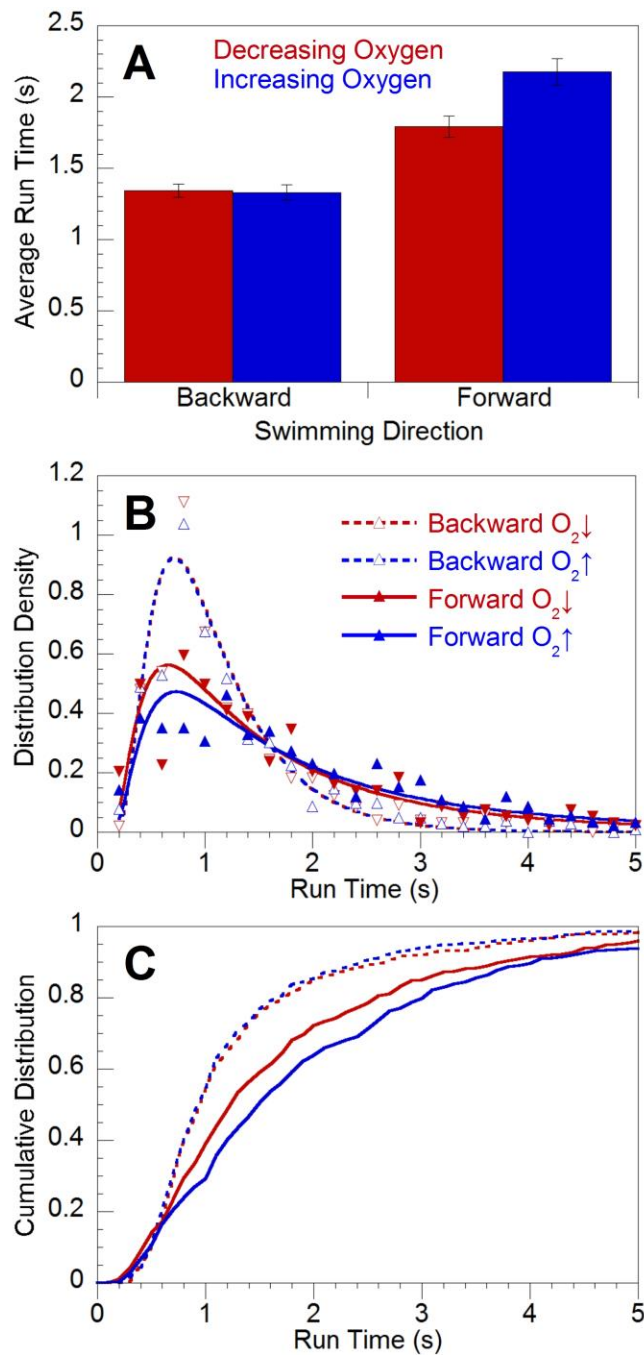 A
Decreasing Oxygen
Increasing Oxygen
Average Run Time (s)
2.5
2
1.5
1
0.5
0
Backward Forward
Swimming Direction
B
Backward O₂↓
Backward O₂↑
Forward O₂↓
Forward O₂↑
Distribution Density
1.2
1
0.8
0.6
0.4
0.2
0
0 1 2 3 4 5
Run Time (s)
C
Cumulative Distribution
1
0.8
0.6
0.4
0.2
0
0 1 2 3 4 5
Run Time (s)